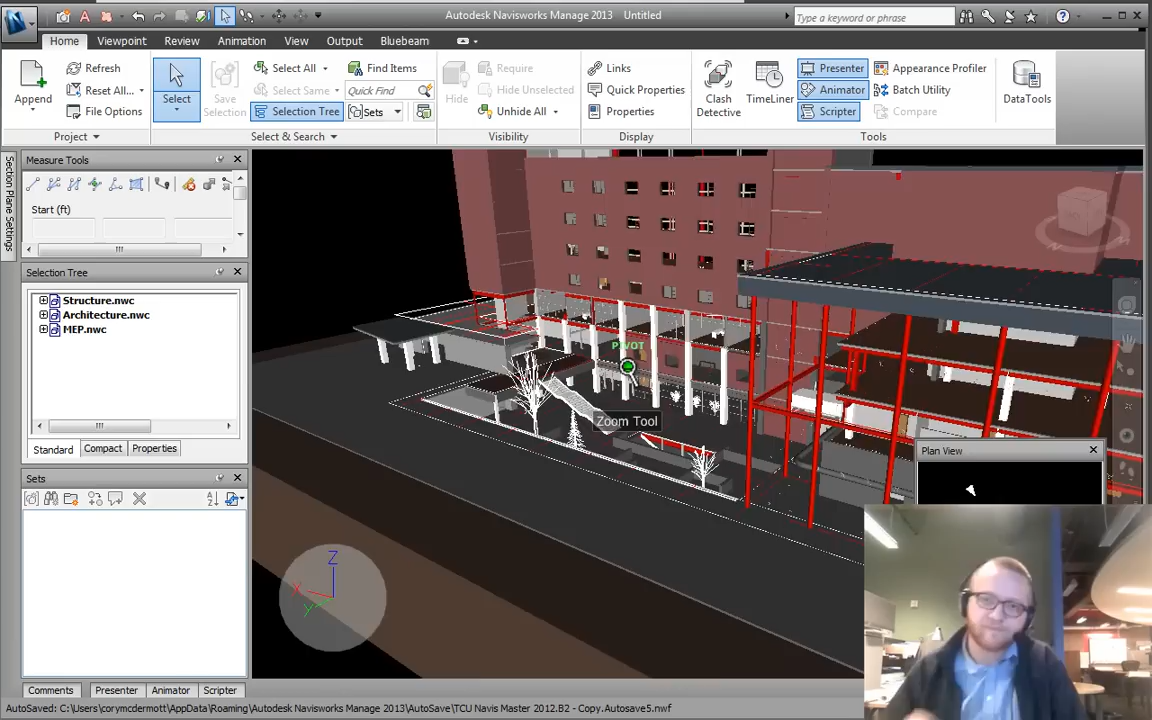 Autodesk Navisworks Manage 2013 Untitled
Type a keyword or phrase
Home Viewpoint Review Animation View Output Bluebeam
Append
Refresh
Reset All...
File Options
Project
Select
Save Selection
Select All
Select Same
Selection Tree
Find Items
Quick Find
Sets
Select & Search
Hide
Require
Hide Unselected
Unhide All
Visibility
Links
Quick Properties
Properties
Display
Clash Detective
TimeLiner
Presenter
Animator
Scripter
Appearance Profiler
Batch Utility
Compare
Tools
DataTools
Section Plane Settings
Measure Tools
Start (ft)
Selection Tree
Structure.nwc
Architecture.nwc
MEP.nwc
Standard Compact Properties
Sets
PIVOT
Zoom Tool
Plan View
Z
X
Y
Comments Presenter Animator Scripter
AutoSaved: C:\Users\corymcdermott\AppData\Roaming\Autodesk Navisworks Manage 2013\AutoSave\TCU Navis Master 2012.B2 - Copy.Autosave5.nwf